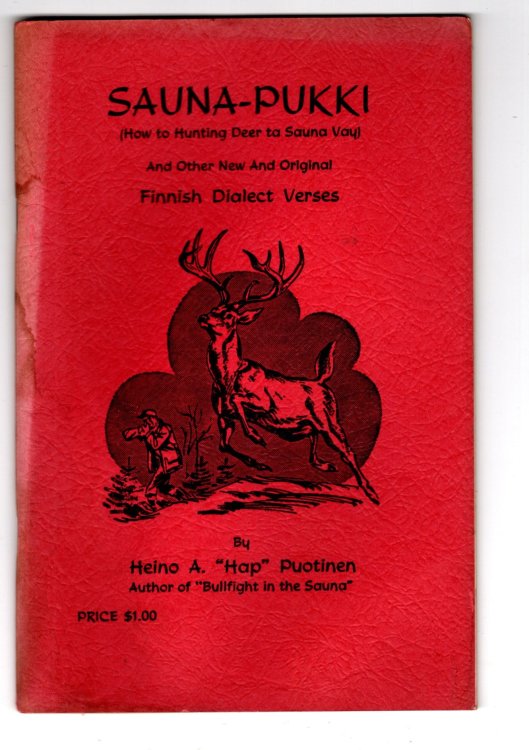 SAUNA-PUKKI
(How to Hunting Deer ta Sauna Vay)
And Other New And Original
Finnish Dialect Verses
By
Heino A. "Hap" Puotinen
Author of "Bullfight in the Sauna"
PRICE $1.00